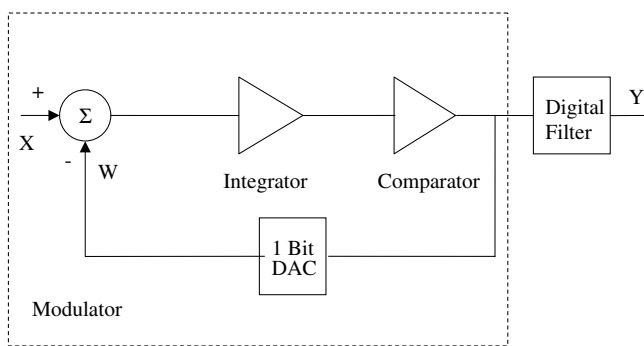 +
Σ
X
-
W
Integrator
Comparator
Digital
Filter
Y
1 Bit
DAC
Modulator